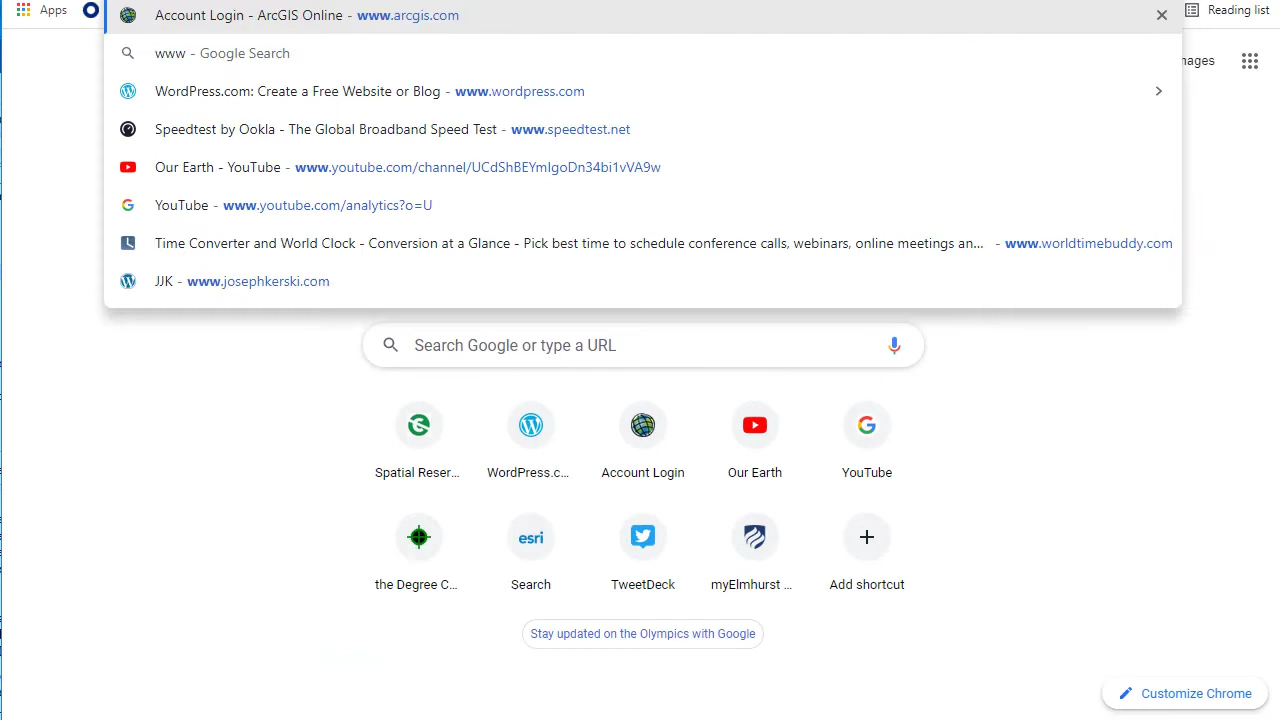 Apps
Account Login - ArcGIS Online - www.arcgis.com
Reading list
www - Google Search
WordPress.com: Create a Free Website or Blog - www.wordpress.com
Speedtest by Ookla - The Global Broadband Speed Test - www.speedtest.net
Our Earth - YouTube - www.youtube.com/channel/UCdShBEYmIgoDn34bi1vVA9w
YouTube - www.youtube.com/analytics?o=U
Time Converter and World Clock - Conversion at a Glance - Pick best time to schedule conference calls, webinars, online meetings an... - www.worldtimebuddy.com
JJK - www.josephkerski.com
Search Google or type a URL
Spatial Reser... WordPress.c... Account Login Our Earth YouTube
esri
the Degree C... Search TweetDeck myElmhurst ... Add shortcut
Stay updated on the Olympics with Google
Customize Chrome